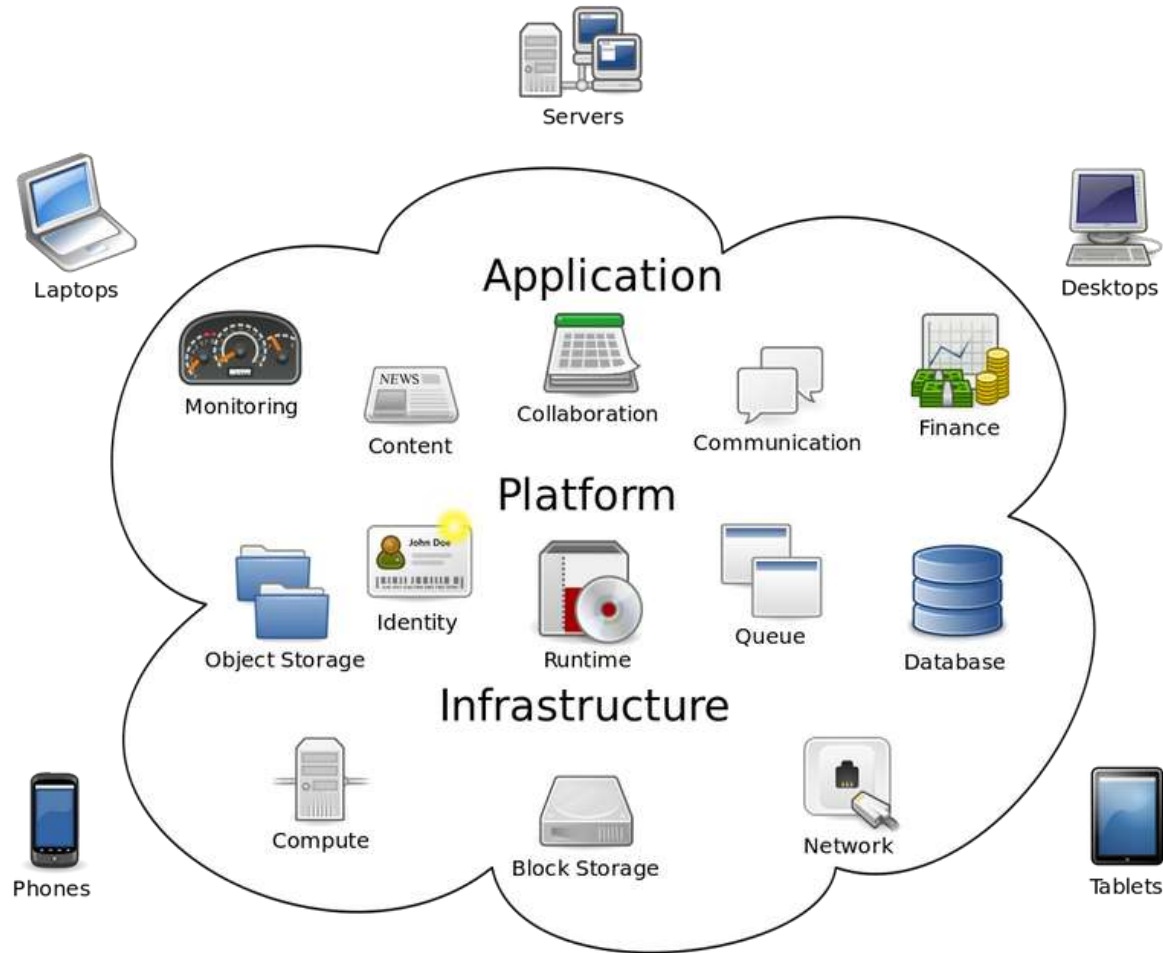 Servers
Laptops
Desktops
Application
Monitoring
NEWS
Content
Collaboration
Communication
Finance
Platform
Object Storage
John Doe
Identity
Runtime
Queue
Database
Infrastructure
Compute
Block Storage
Network
Phones
Tablets